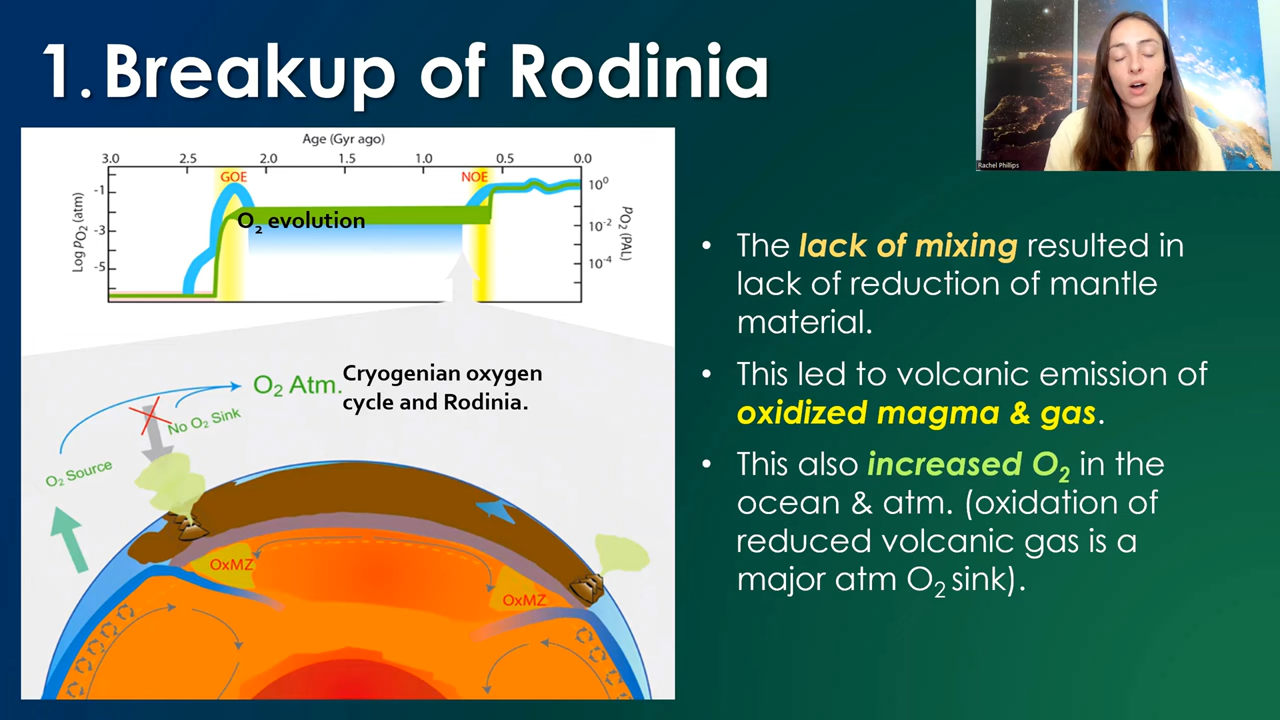 1. Breakup of Rodinia
Rachel Phillips
Age (Gyr ago)
3.0 2.5 2.0 1.5 1.0 0.5 0.0
GOE NOE
Log PO₂ (atm)
-1
-3
-5
O₂ evolution
10⁰
10⁻²
10⁻⁴
pO₂ (PAL)
O₂ Atm.
Cryogenian oxygen
cycle and Rodinia.
No O₂ Sink
O₂ Source
OxMZ
OxMZ
• The lack of mixing resulted in
lack of reduction of mantle
material.
• This led to volcanic emission of
oxidized magma & gas.
• This also increased O₂ in the
ocean & atm. (oxidation of
reduced volcanic gas is a
major atm O₂ sink).